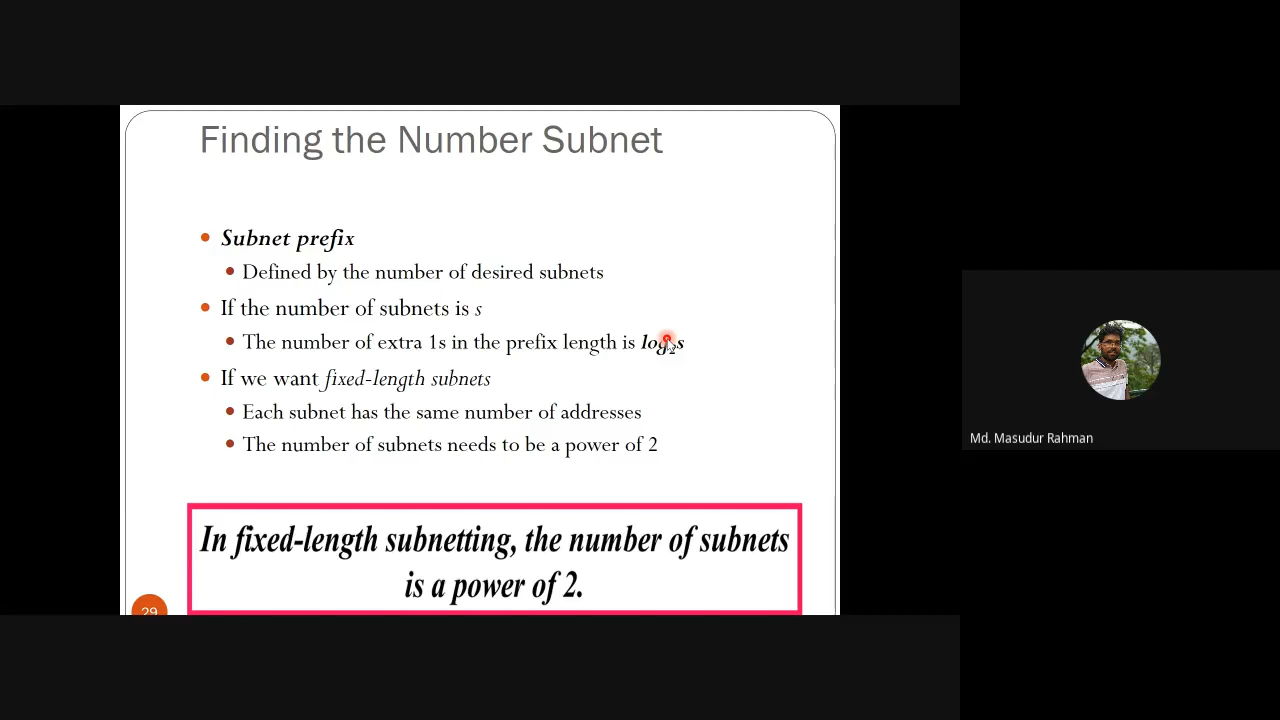 Finding the Number Subnet
Subnet prefix
Defined by the number of desired subnets
If the number of subnets is s
The number of extra 1s in the prefix length is log2s
If we want fixed-length subnets
Each subnet has the same number of addresses
The number of subnets needs to be a power of 2
In fixed-length subnetting, the number of subnets
is a power of 2.
29
Md. Masudur Rahman